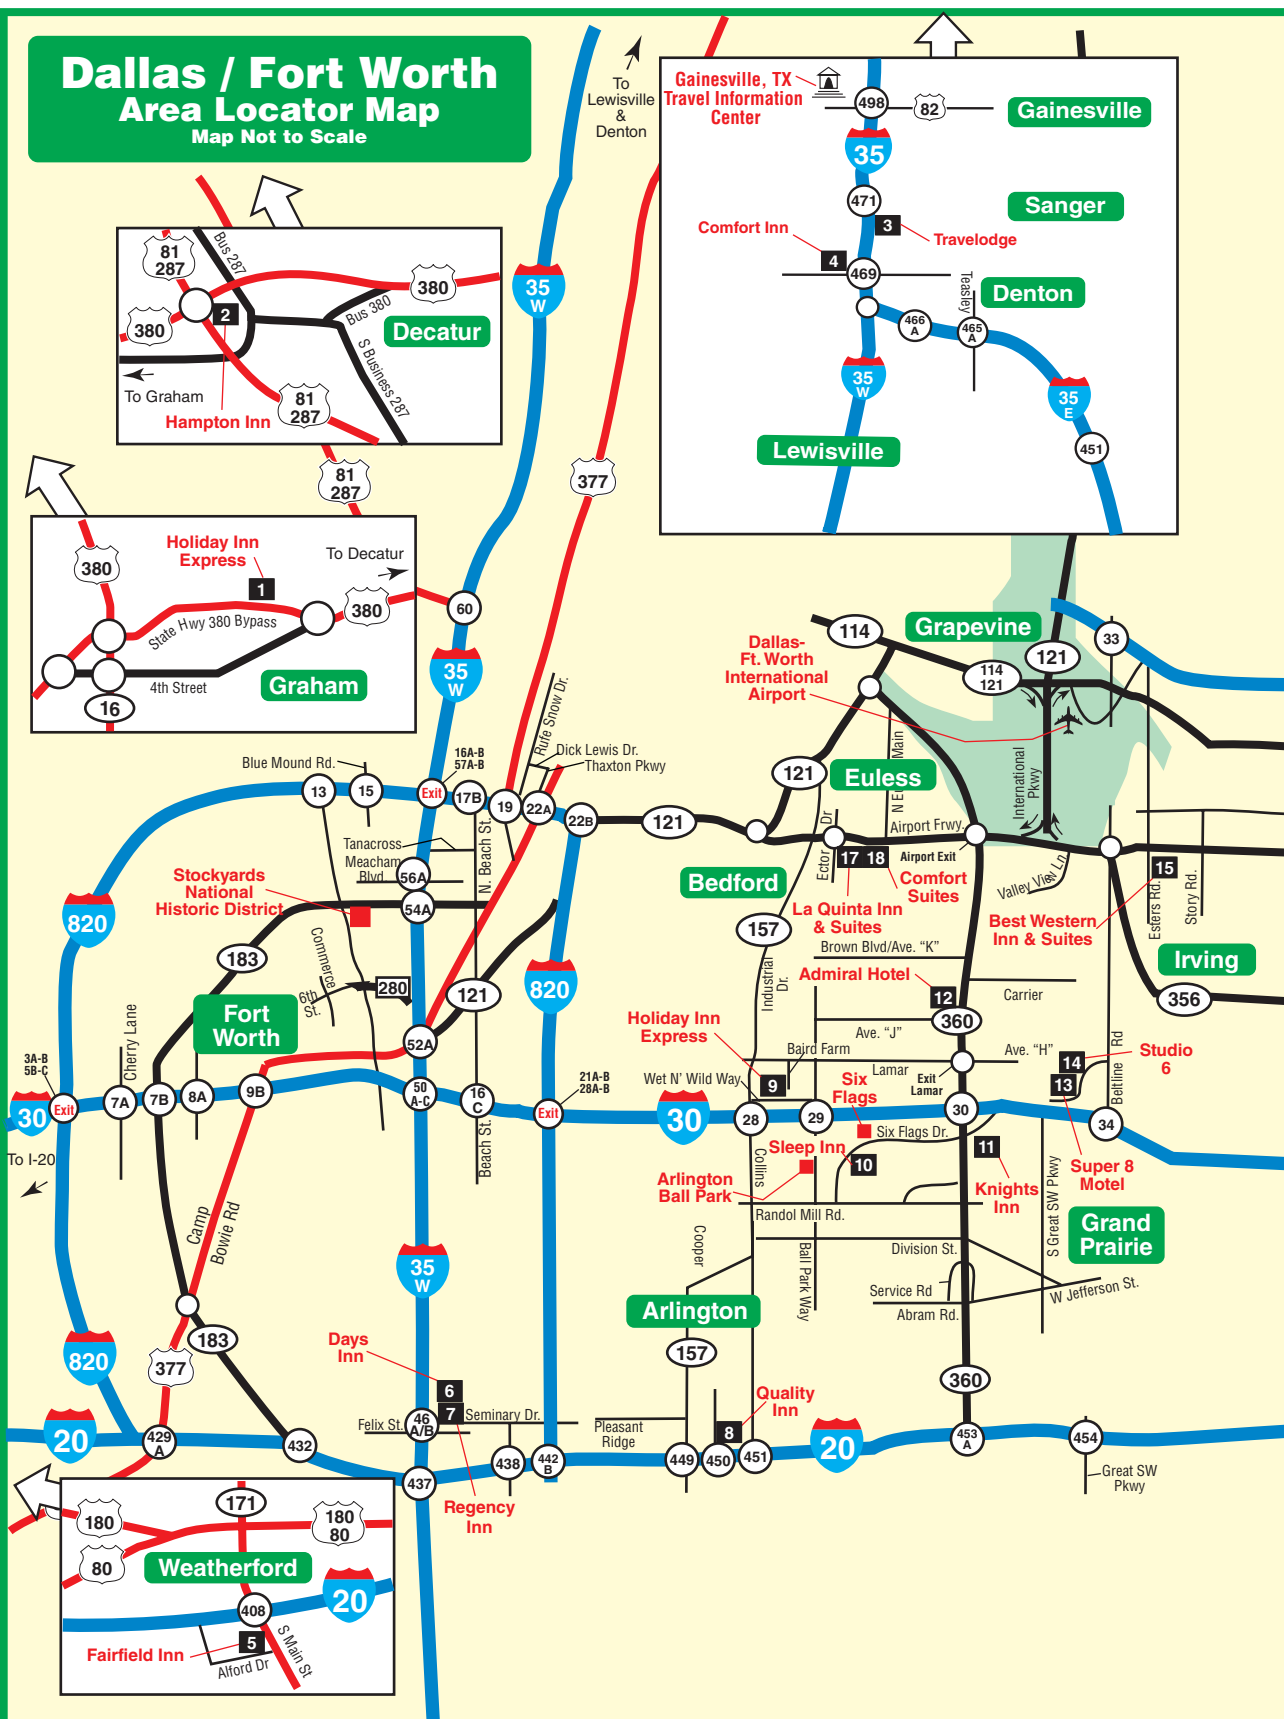 Dallas / Fort Worth
Area Locator Map
Map Not to Scale
To
Lewisville
&
Denton
Gainesville, TX
Travel Information
Center
498
82
Gainesville
35
471
Sanger
3
Travelodge
Comfort Inn
4
469
Teasley
Denton
466
A
465
A
35
W
35
E
Lewisville
451
81
287
Bus 287
380
380
2
Bus 380
Decatur
S Business 287
To Graham
81
287
Hampton Inn
35
W
81
287
377
Holiday Inn
Express
To Decatur
380
1
380
State Hwy 380 Bypass
4th Street
Graham
16
60
35
W
114
Grapevine
33
Dallas-
Ft. Worth
International
Airport
121
114
121
International
Pkwy
Rufe Snow Dr.
Dick Lewis Dr.
Thaxton Pkwy
Blue Mound Rd.
16A-B
57A-B
13
15
Exit
17B
19
22A
22B
121
121
Euless
Main
Airport Frwy.
Airport Exit
Ector
Dr
17
18
Comfort
Suites
La Quinta Inn
& Suites
Valley View Ln
15
Best Western
Inn & Suites
Esters Rd.
Story Rd.
Irving
356
Bedford
157
Brown Blvd/Ave. “K”
Industrial
Dr.
Tanacross
Meacham
Blvd.
56A
54A
N. Beach St.
Stockyards
National
Historic District
820
183
Commerce
6th
St.
280
121
820
Fort
Worth
52A
Admiral Hotel
12
Carrier
360
Ave. “J”
Holiday Inn
Express
Baird Farm
Lamar
Ave. “H”
14
Studio
6
Exit
Lamar
13
Beltline Rd
Wet N’ Wild Way
9
Six
Flags
3A-B
5B-C
Cherry Lane
30
Exit
7A
7B
8A
9B
50
A-C
16
C
21A-B
28A-B
Exit
30
28
29
30
34
Six Flags Dr.
Sleep Inn
10
11
Knights
Inn
Super 8
Motel
To I-20
Beach St.
Collins
Arlington
Ball Park
Randol Mill Rd.
S Great SW Pkwy
Grand
Prairie
Camp
Bowie Rd
35
W
Cooper
Ball Park Way
Division St.
Service Rd
Abram Rd.
W Jefferson St.
Arlington
157
183
377
820
Days
Inn
6
7
Seminary Dr.
Felix St.
46
A/B
Pleasant
Ridge
8
Quality
Inn
360
20
429
A
432
437
438
442
B
449
450
451
20
453
A
454
Great SW
Pkwy
Regency
Inn
180
171
180
80
80
Weatherford
408
20
Fairfield Inn
5
Alford Dr
S Main St